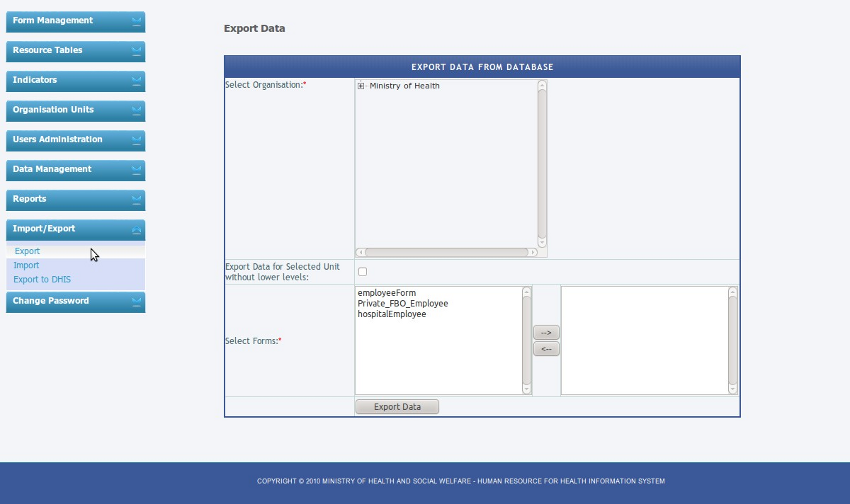 Form Management
Resource Tables
Indicators
Organisation Units
Users Administration
Data Management
Reports
Import/Export
Export
Import
Export to DHIS
Change Password
Export Data
EXPORT DATA FROM DATABASE
Select Organisation:*
Ministry of Health
Export Data for Selected Unit
without lower levels:
Select Forms:*
employeeForm
Private_FBO_Employee
hospitalEmployee
-->
<--
Export Data
COPYRIGHT © 2010 MINISTRY OF HEALTH AND SOCIAL WELFARE - HUMAN RESOURCE FOR HEALTH INFORMATION SYSTEM